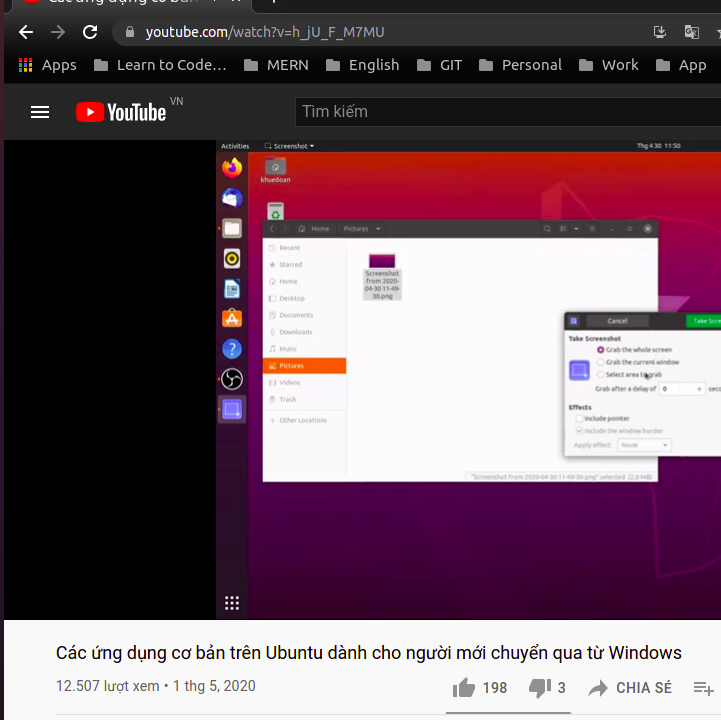 Các ứng dụng cơ bản
youtube.com/watch?v=h_jU_F_M7MU
Apps Learn to Code… MERN English GIT Personal Work App
YouTube VN
Tìm kiếm
Activities Screenshot Thg 4 30 11:50
khuedoan
Home Pictures
Recent
Starred
Home
Desktop
Documents
Downloads
Music
Pictures
Videos
Trash
Other Locations
Screenshot
from 2020-
04-30 11-49-
30.png
Cancel Take Scre
Take Screenshot
Grab the whole screen
Grab the current window
Select area to grab
Grab after a delay of 0 seco
Effects
Include pointer
Include the window border
Apply effect: None
"Screenshot from 2020-04-30 11-49-30.png" selected (2,0 MB)
Các ứng dụng cơ bản trên Ubuntu dành cho người mới chuyển qua từ Windows
12.507 lượt xem • 1 thg 5, 2020
198 3 CHIA SẺ